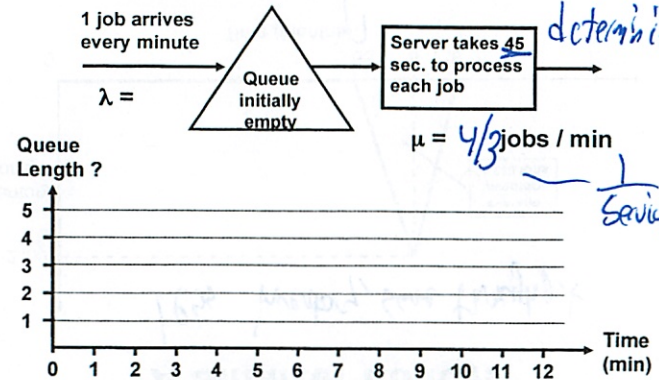 1 job arrives
every minute
λ =
Queue
initially
empty
Server takes 45
sec. to process
each job
μ = 4/3 jobs / min
1
Queue
Length ?
5
4
3
2
1
0 1 2 3 4 5 6 7 8 9 10 11 12
Time
(min)